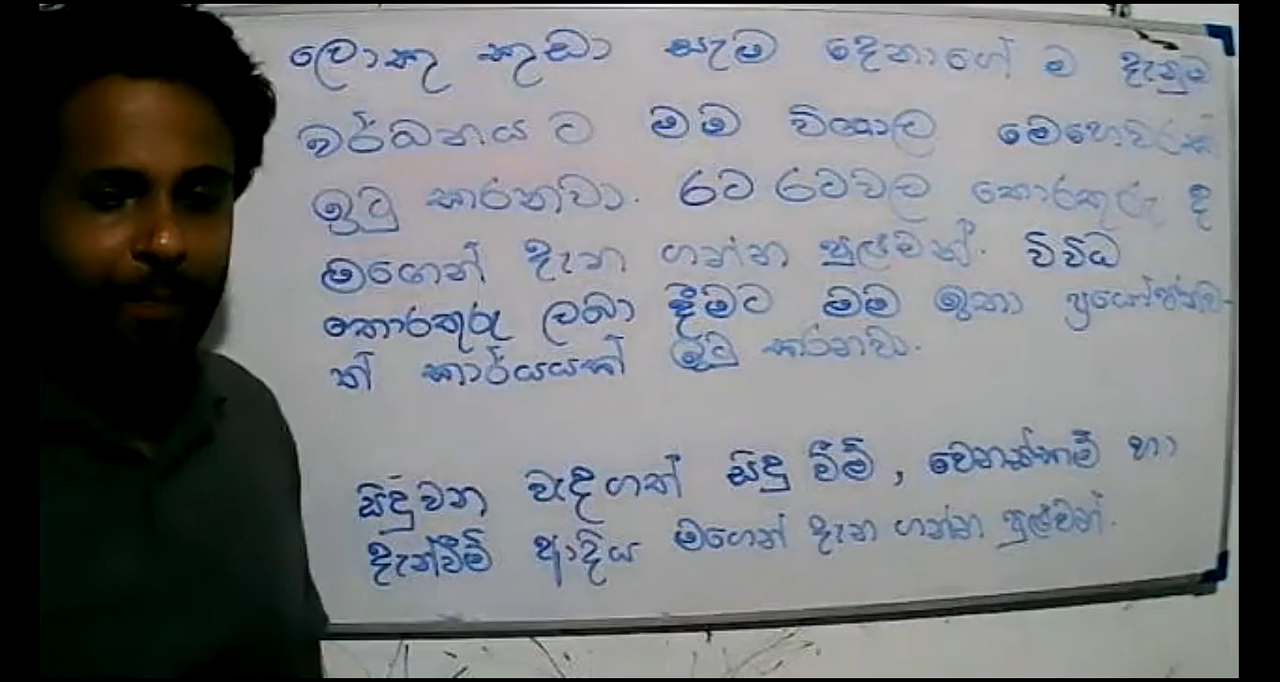 ලොකු කුඩා සැම දෙනාගේ ම දැනුම
වර්ධනය ට මම විශාල මෙහෙවරක්
ඉටු කරනවා. රට රටවල තොරතුරු ද
මගෙන් දැන ගන්න පුලුවන්. විවිධ
තොරතුරු ලබා දීමට මම ඉතා ප්‍රයෝජනව-
ත් කාර්යයක් ඉටු කරනවා.
සිදුවන වැදගත් සිදු වීම් , වෙනස්කම් හා
දැන්වීම් ආදිය මගෙන් දැන ගන්න පුලුවන්.